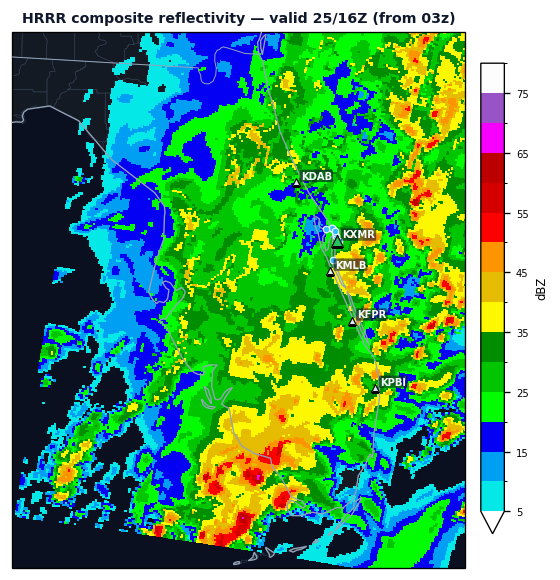 HRRR composite reflectivity — valid 25/16Z (from 03z)
KDAB
KXMR
KMLB
KFPR
KPBI
75
65
55
45
35
25
15
5
dBZ